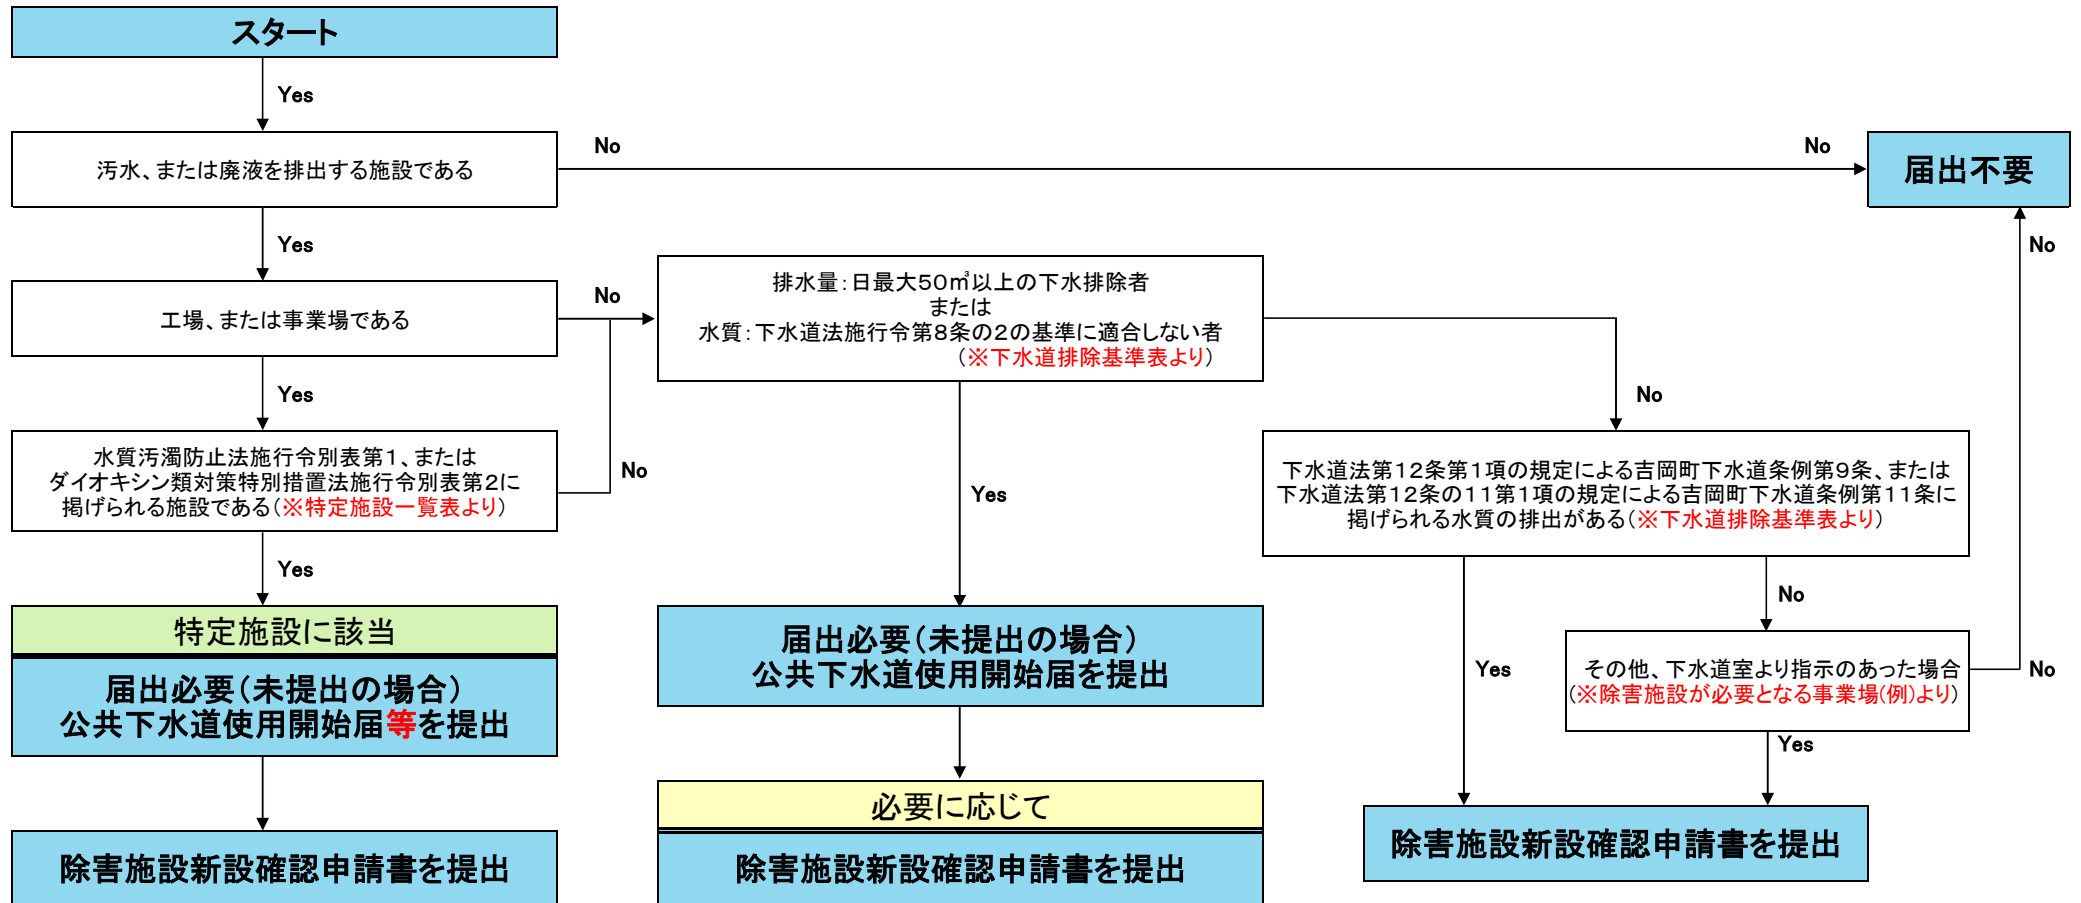 スタート
Yes
汚水、または廃液を排出する施設である
No
No
届出不要
Yes
No
工場、または事業場である
No
排水量：日最大50㎥以上の下水排除者
または
水質：下水道法施行令第8条の2の基準に適合しない者
（※下水道排除基準表より）
Yes
No
水質汚濁防止法施行令別表第1、または
ダイオキシン類対策特別措置法施行令別表第2に
掲げられる施設である（※特定施設一覧表より）
No
Yes
下水道法第12条第1項の規定による吉岡町下水道条例第9条、または
下水道法第12条の11第1項の規定による吉岡町下水道条例第11条に
掲げられる水質の排出がある（※下水道排除基準表より）
Yes
No
特定施設に該当
届出必要（未提出の場合）
公共下水道使用開始届等を提出
届出必要（未提出の場合）
公共下水道使用開始届を提出
Yes
その他、下水道室より指示のあった場合
（※除害施設が必要となる事業場(例)より）
No
Yes
必要に応じて
除害施設新設確認申請書を提出
除害施設新設確認申請書を提出
除害施設新設確認申請書を提出